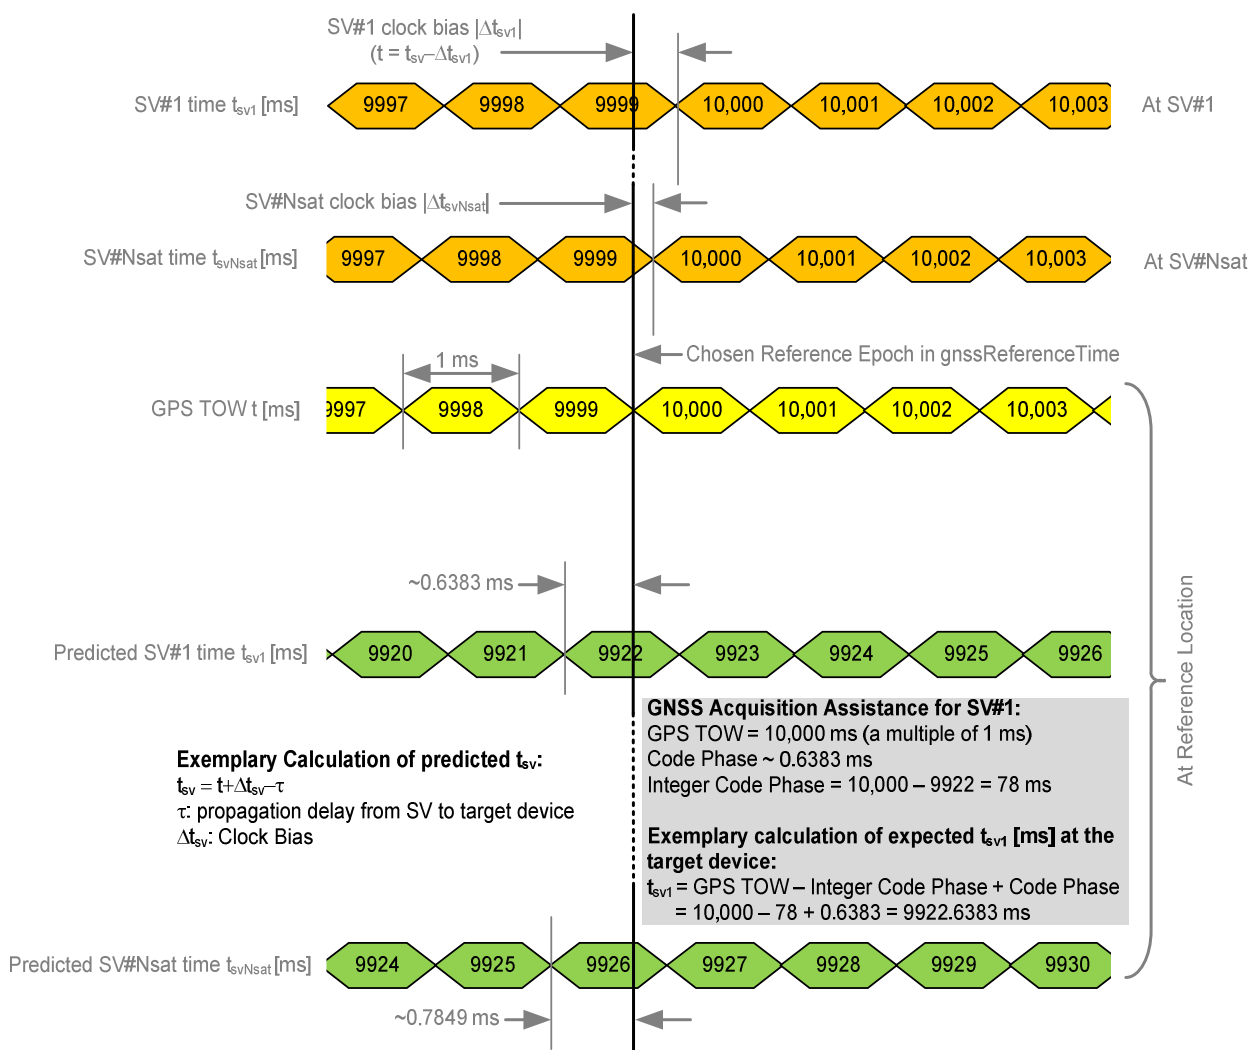 SV#1 clock bias |Δtsv1|
(t = tsv–Δtsv1)
SV#1 time tsv1 [ms]
9997 9998 9999 10,000 10,001 10,002 10,003
At SV#1
SV#Nsat clock bias |ΔtsvNsat|
SV#Nsat time tsvNsat [ms]
9997 9998 9999 10,000 10,001 10,002 10,003
At SV#Nsat
Chosen Reference Epoch in gnssReferenceTime
1 ms
GPS TOW t [ms]
9997 9998 9999 10,000 10,001 10,002 10,003
~0.6383 ms
Predicted SV#1 time tsv1 [ms]
9920 9921 9922 9923 9924 9925 9926
At Reference Location
GNSS Acquisition Assistance for SV#1:
GPS TOW = 10,000 ms (a multiple of 1 ms)
Code Phase ~ 0.6383 ms
Integer Code Phase = 10,000 – 9922 = 78 ms
Exemplary calculation of expected tsv1 [ms] at the
target device:
tsv1 = GPS TOW – Integer Code Phase + Code Phase
= 10,000 – 78 + 0.6383 = 9922.6383 ms
Exemplary Calculation of predicted tsv:
tsv = t+Δtsv–τ
τ: propagation delay from SV to target device
Δtsv: Clock Bias
Predicted SV#Nsat time tsvNsat [ms]
9924 9925 9926 9927 9928 9929 9930
~0.7849 ms